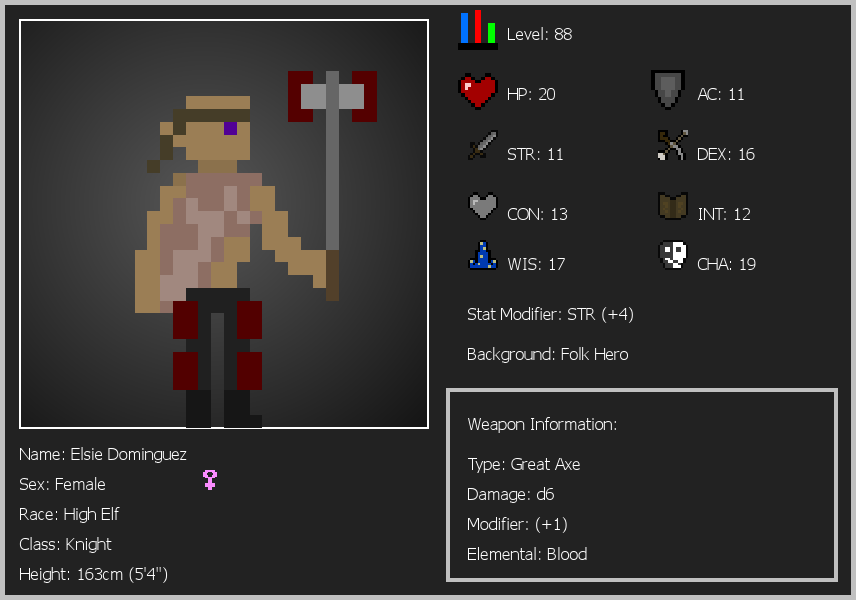 Level: 88
HP: 20
AC: 11
STR: 11
DEX: 16
CON: 13
INT: 12
WIS: 17
CHA: 19
Stat Modifier: STR (+4)
Background: Folk Hero
Weapon Information:
Type: Great Axe
Damage: d6
Modifier: (+1)
Elemental: Blood
Name: Elsie Dominguez
Sex: Female
Race: High Elf
Class: Knight
Height: 163cm (5'4")